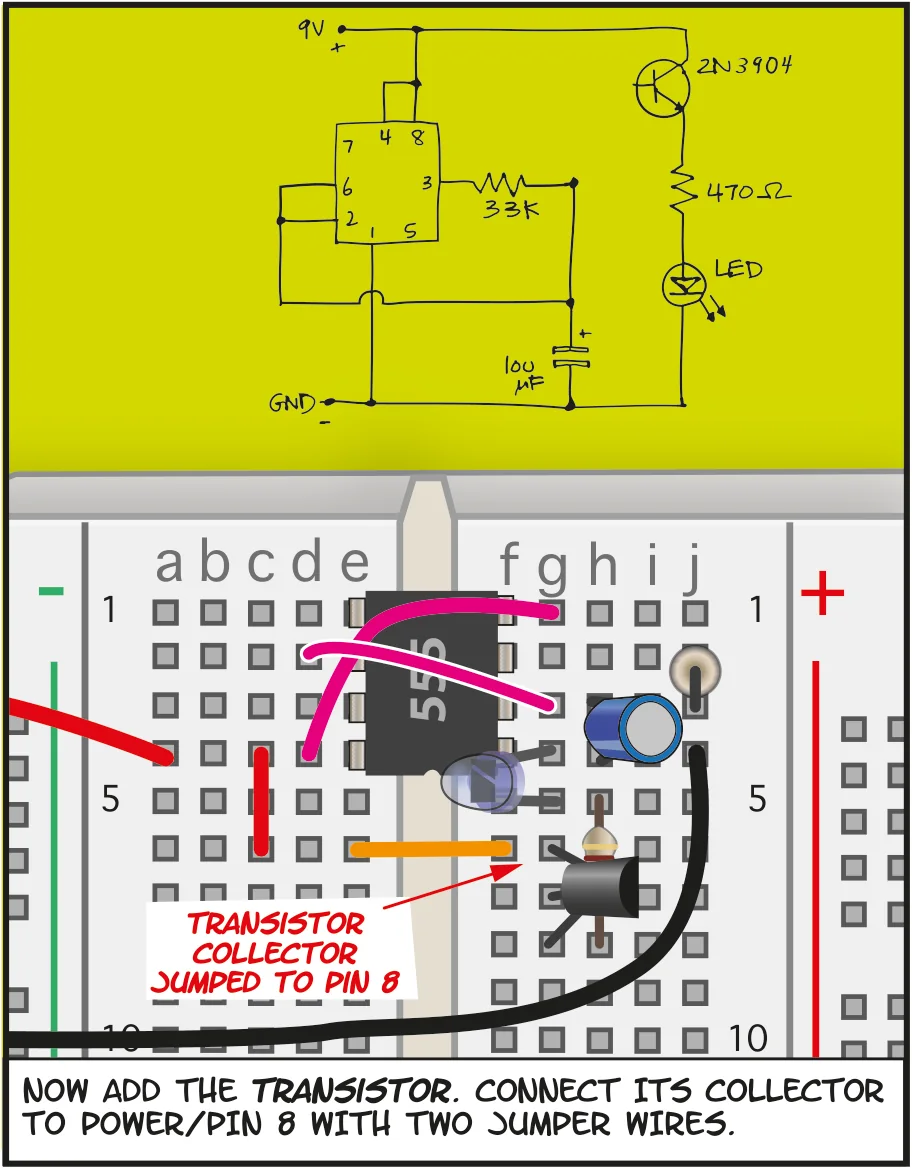 9V
+
2N3904
4 8
7
6
3
2
1 5
33K
470Ω
LED
+
100
µF
GND
-
a b c d e f g h i j
-
1
1
+
555
5
5
TRANSISTOR
COLLECTOR
JUMPED TO PIN 8
10
10
NOW ADD THE TRANSISTOR. CONNECT ITS COLLECTOR
TO POWER/PIN 8 WITH TWO JUMPER WIRES.